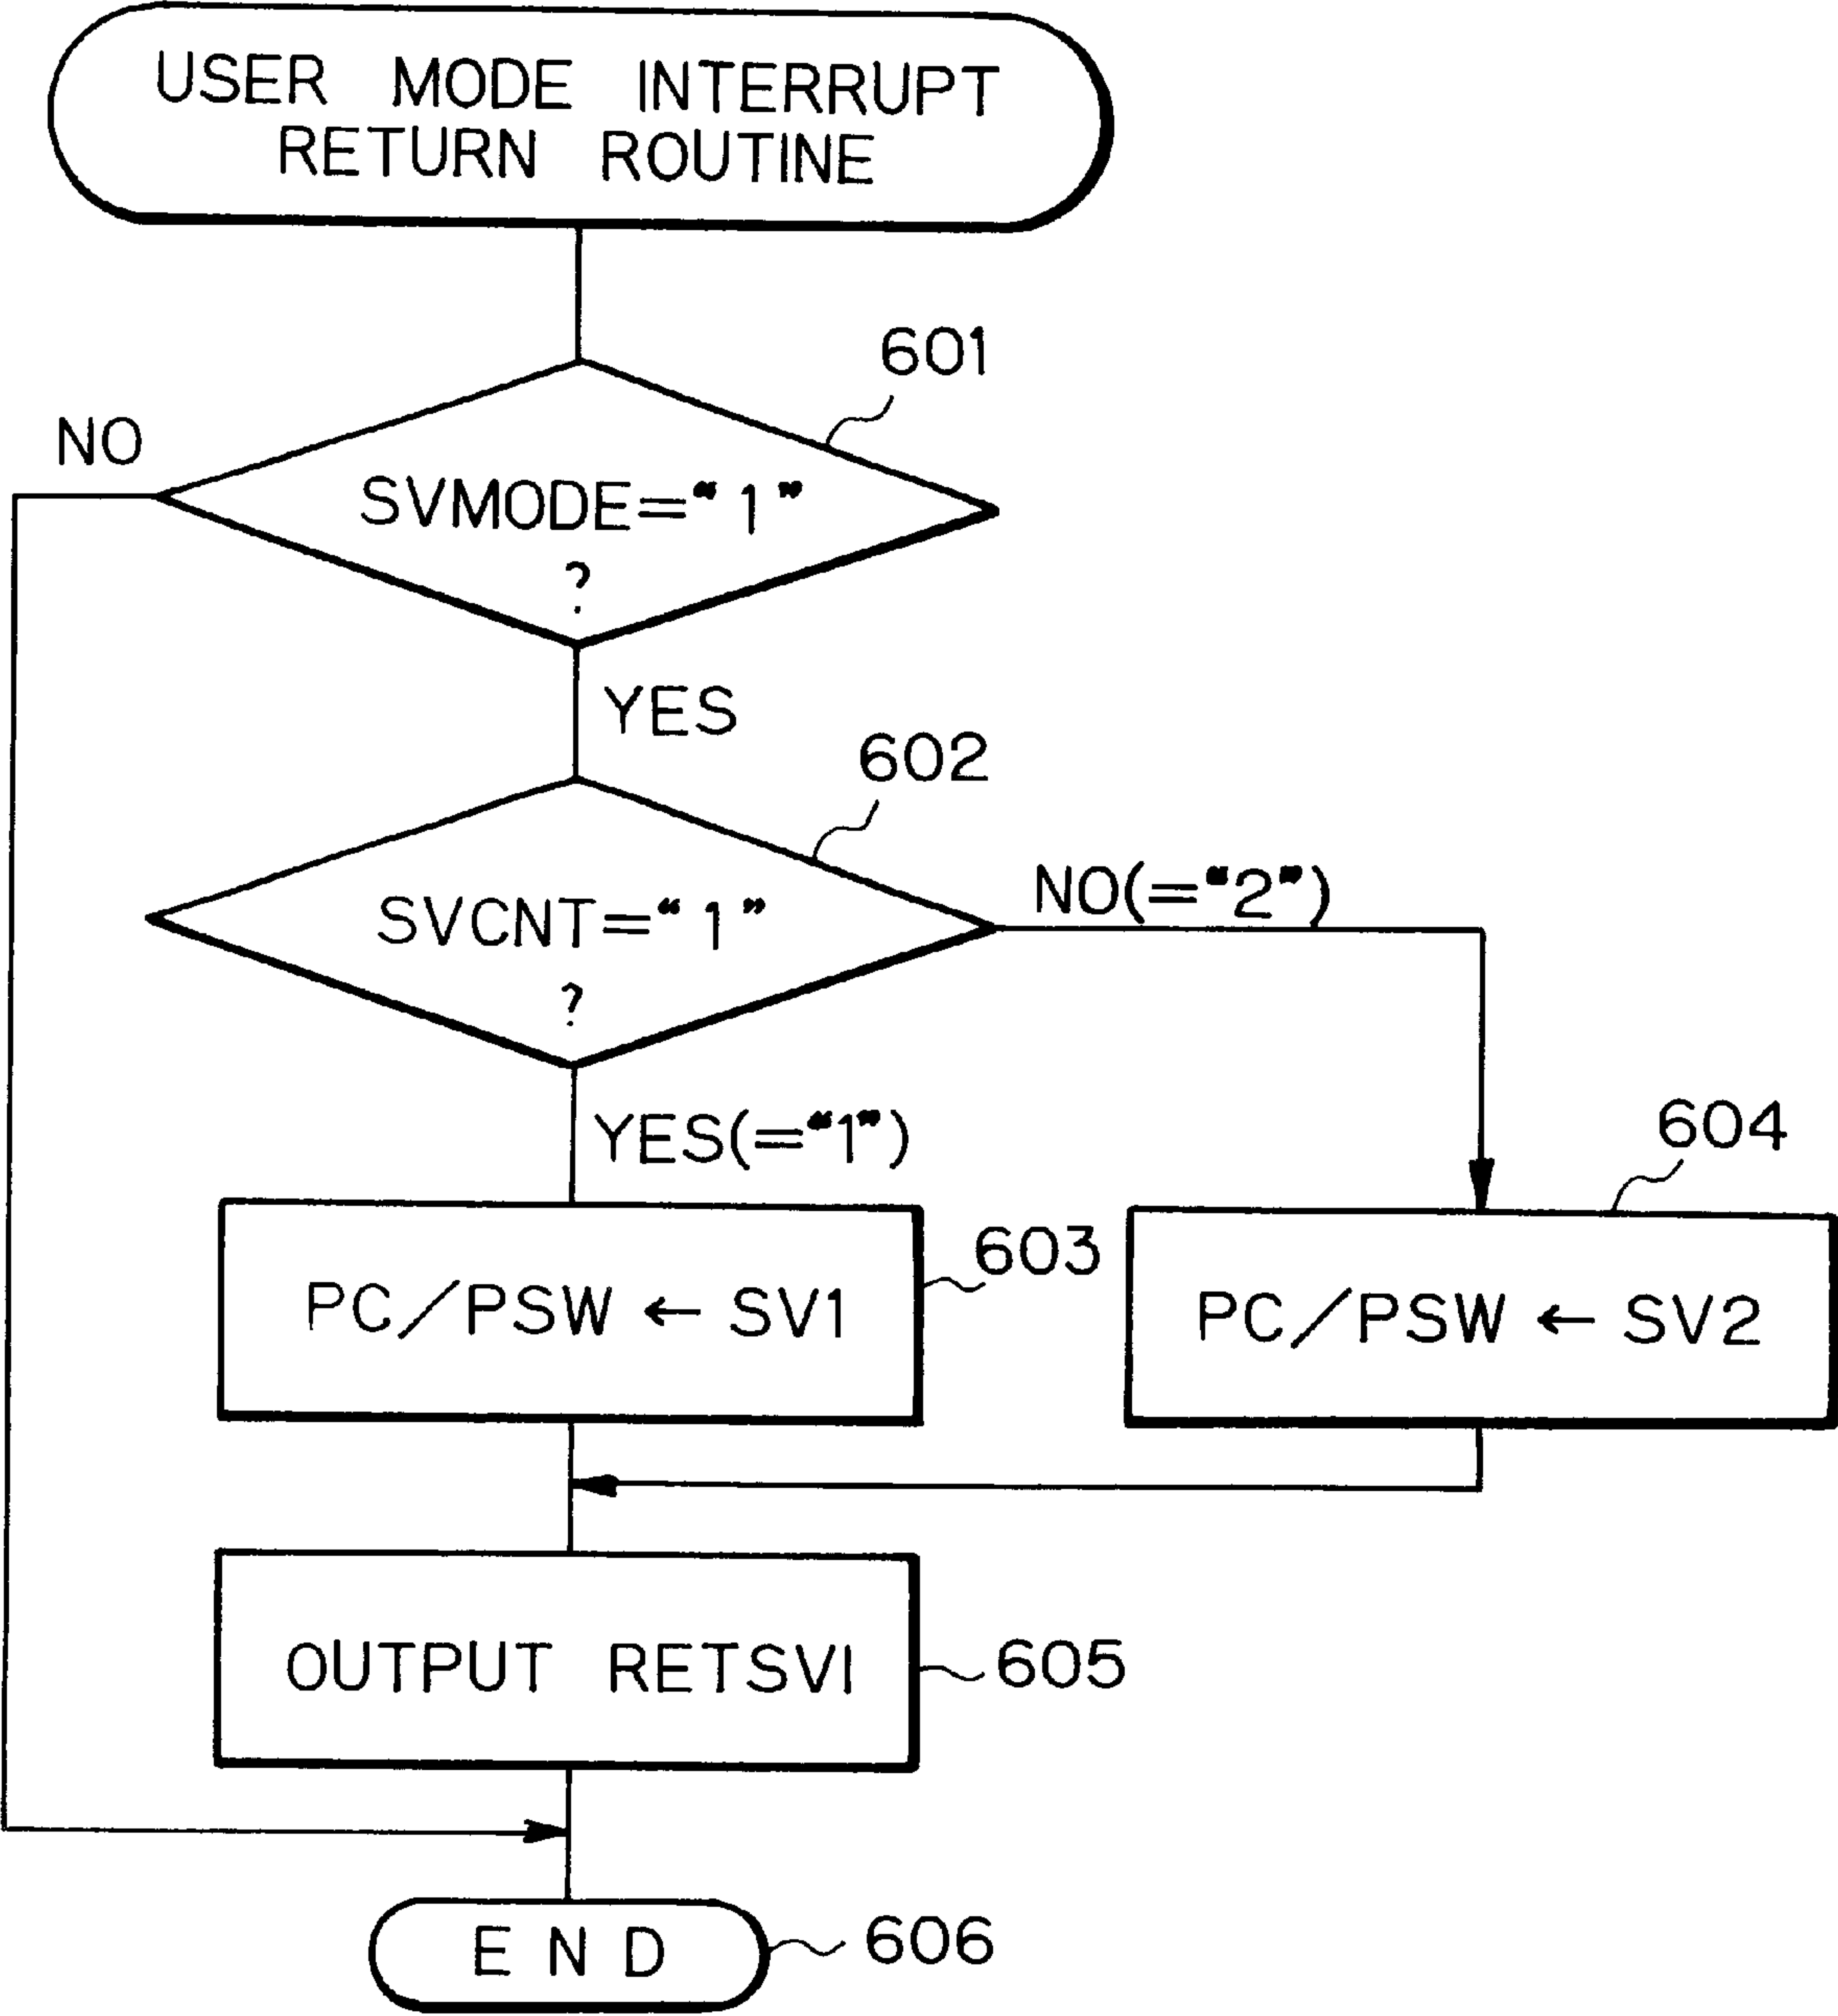 USER MODE INTERRUPT
RETURN ROUTINE
601
NO
SVMODE=“1”
?
YES
602
SVCNT=“1”
?
NO(=“2”)
YES(=“1”)
604
603
PC/PSW ← SV1
PC/PSW ← SV2
OUTPUT RETSVI
605
END
606